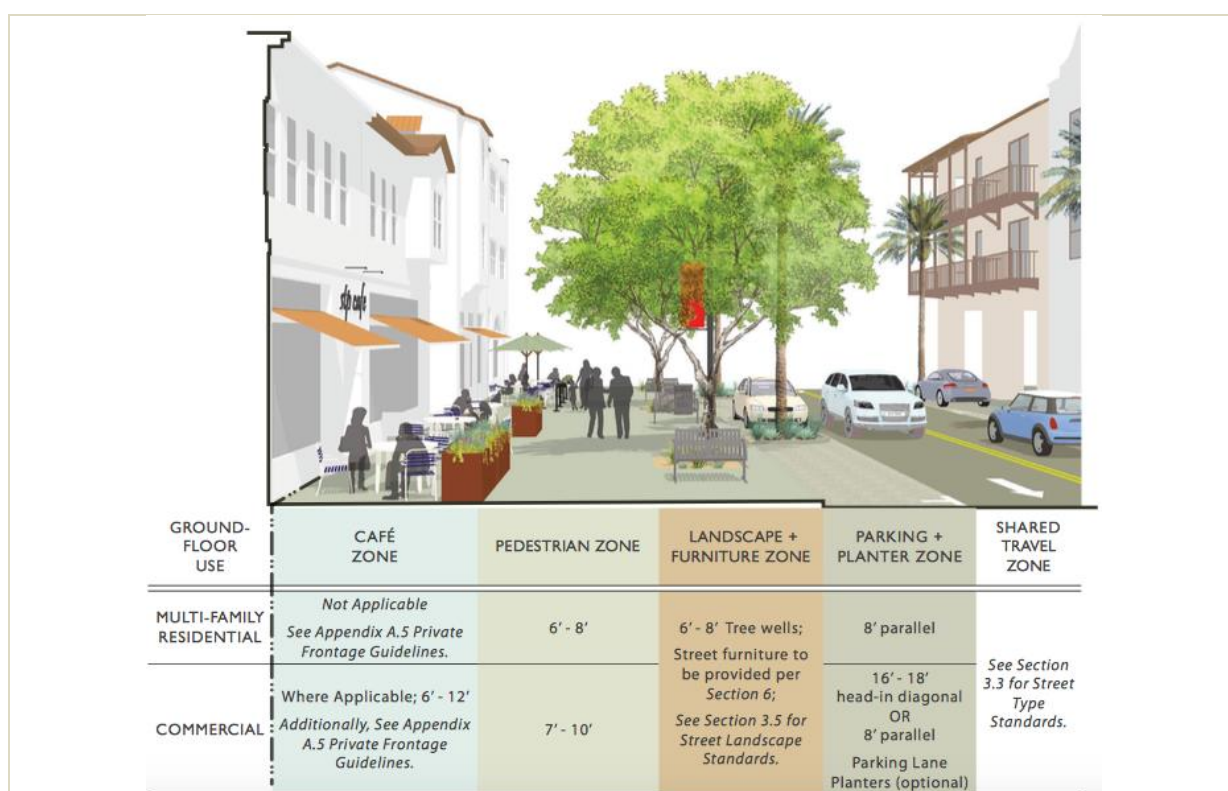 slip cafe
GROUND-
FLOOR
USE
CAFÉ
ZONE
PEDESTRIAN ZONE
LANDSCAPE +
FURNITURE ZONE
PARKING +
PLANTER ZONE
SHARED
TRAVEL
ZONE
MULTI-FAMILY
RESIDENTIAL
Not Applicable
See Appendix A.5 Private
Frontage Guidelines.
6' - 8'
6' - 8' Tree wells;
Street furniture to
be provided per
Section 6;
See Section 3.5 for
Street Landscape
Standards.
8' parallel
See Section
3.3 for Street
Type
Standards.
COMMERCIAL
Where Applicable; 6' - 12'
Additionally, See Appendix
A.5 Private Frontage
Guidelines.
7' - 10'
16' - 18'
head-in diagonal
OR
8' parallel
Parking Lane
Planters (optional)